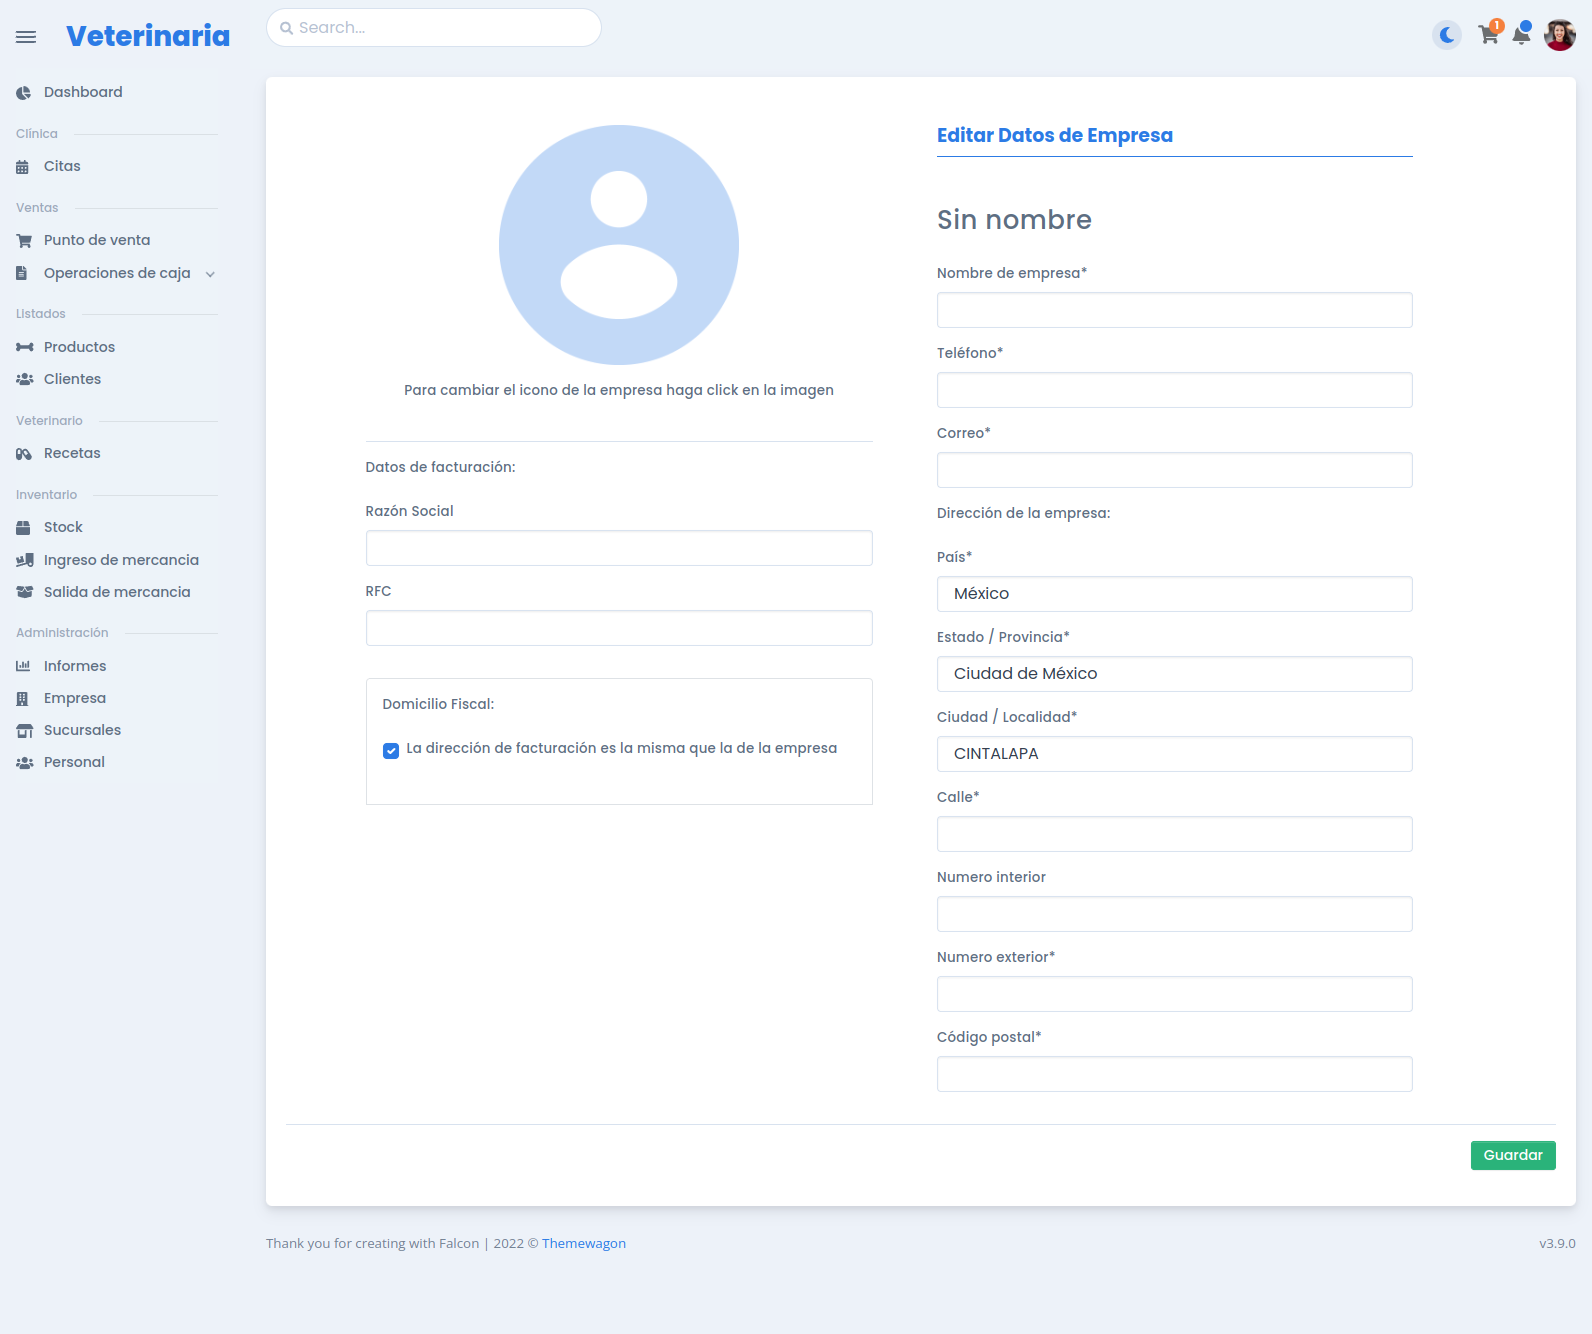 Veterinaria
Search...
1
Dashboard
Clínica
Citas
Ventas
Punto de venta
Operaciones de caja
Listados
Productos
Clientes
Veterinario
Recetas
Inventario
Stock
Ingreso de mercancia
Salida de mercancia
Administración
Informes
Empresa
Sucursales
Personal
Para cambiar el icono de la empresa haga click en la imagen
Datos de facturación:
Razón Social
RFC
Domicilio Fiscal:
La dirección de facturación es la misma que la de la empresa
Editar Datos de Empresa
Sin nombre
Nombre de empresa*
Teléfono*
Correo*
Dirección de la empresa:
País*
México
Estado / Provincia*
Ciudad de México
Ciudad / Localidad*
CINTALAPA
Calle*
Numero interior
Numero exterior*
Código postal*
Guardar
Thank you for creating with Falcon | 2022 © Themewagon
v3.9.0